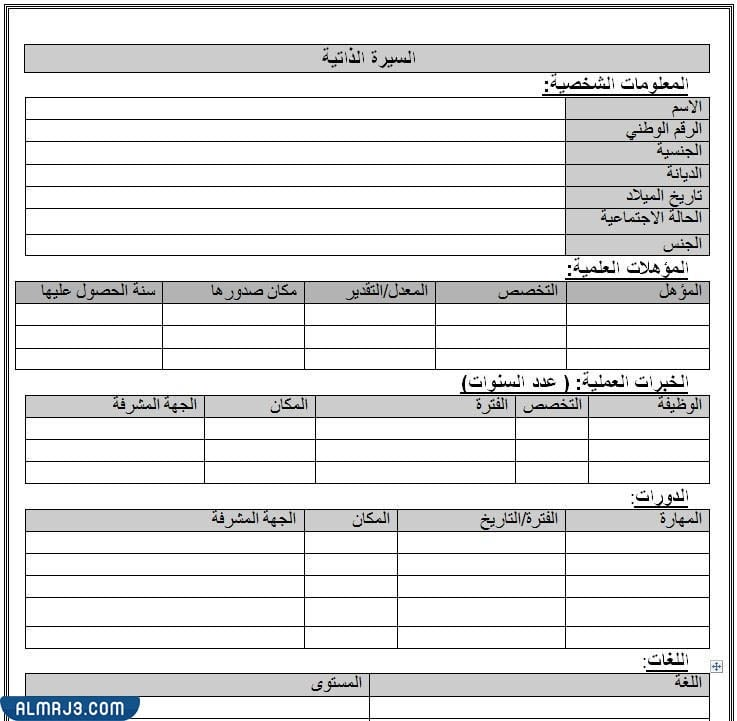 السيرة الذاتية
المعلومات الشخصية:
الاسم
الرقم الوطني
الجنسية
الديانة
تاريخ الميلاد
الحالة الاجتماعية
الجنس
المؤهلات العلمية:
المؤهل التخصص المعدل/التقدير مكان صدورها سنة الحصول عليها
الخبرات العملية: ( عدد السنوات)
الوظيفة التخصص الفترة المكان الجهة المشرفة
الدورات:
المهارة الفترة/التاريخ المكان الجهة المشرفة
اللغات:
اللغة المستوى
ALMAJ3.COM